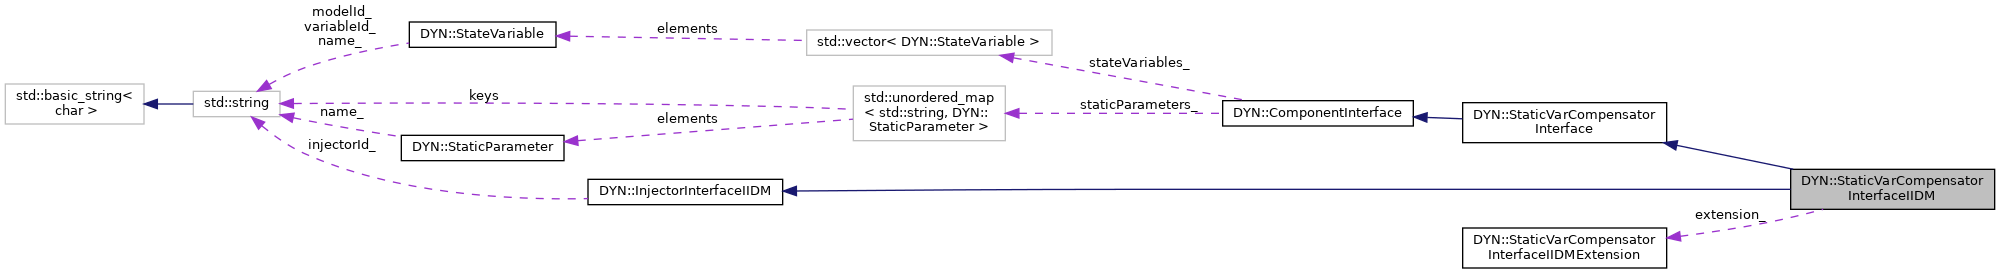 modelId_
variableId_
name_
DYN::StateVariable
elements
std::vector< DYN::StateVariable >
stateVariables_
std::basic_string<
char >
std::string
keys
std::unordered_map
< std::string, DYN::
StaticParameter >
staticParameters_
DYN::ComponentInterface
DYN::StaticVarCompensator
Interface
name_
elements
DYN::StaticParameter
injectorId_
DYN::InjectorInterfaceIIDM
DYN::StaticVarCompensator
InterfaceIIDM
extension_
DYN::StaticVarCompensator
InterfaceIIDMExtension